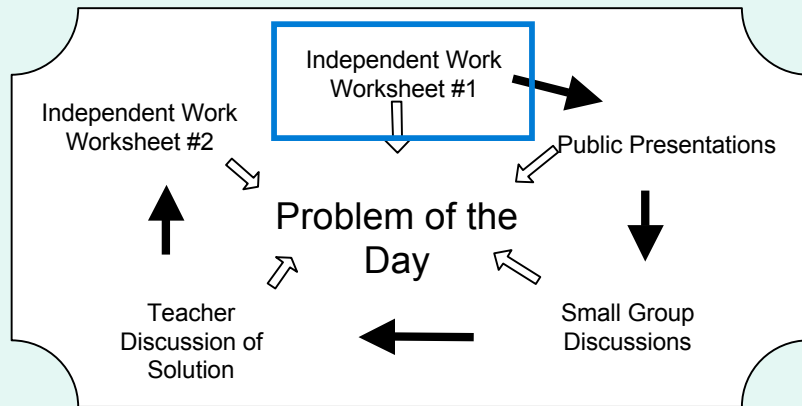 Independent Work
Worksheet #1
Independent Work
Worksheet #2
Public Presentations
Problem of the
Day
Teacher
Discussion of
Solution
Small Group
Discussions